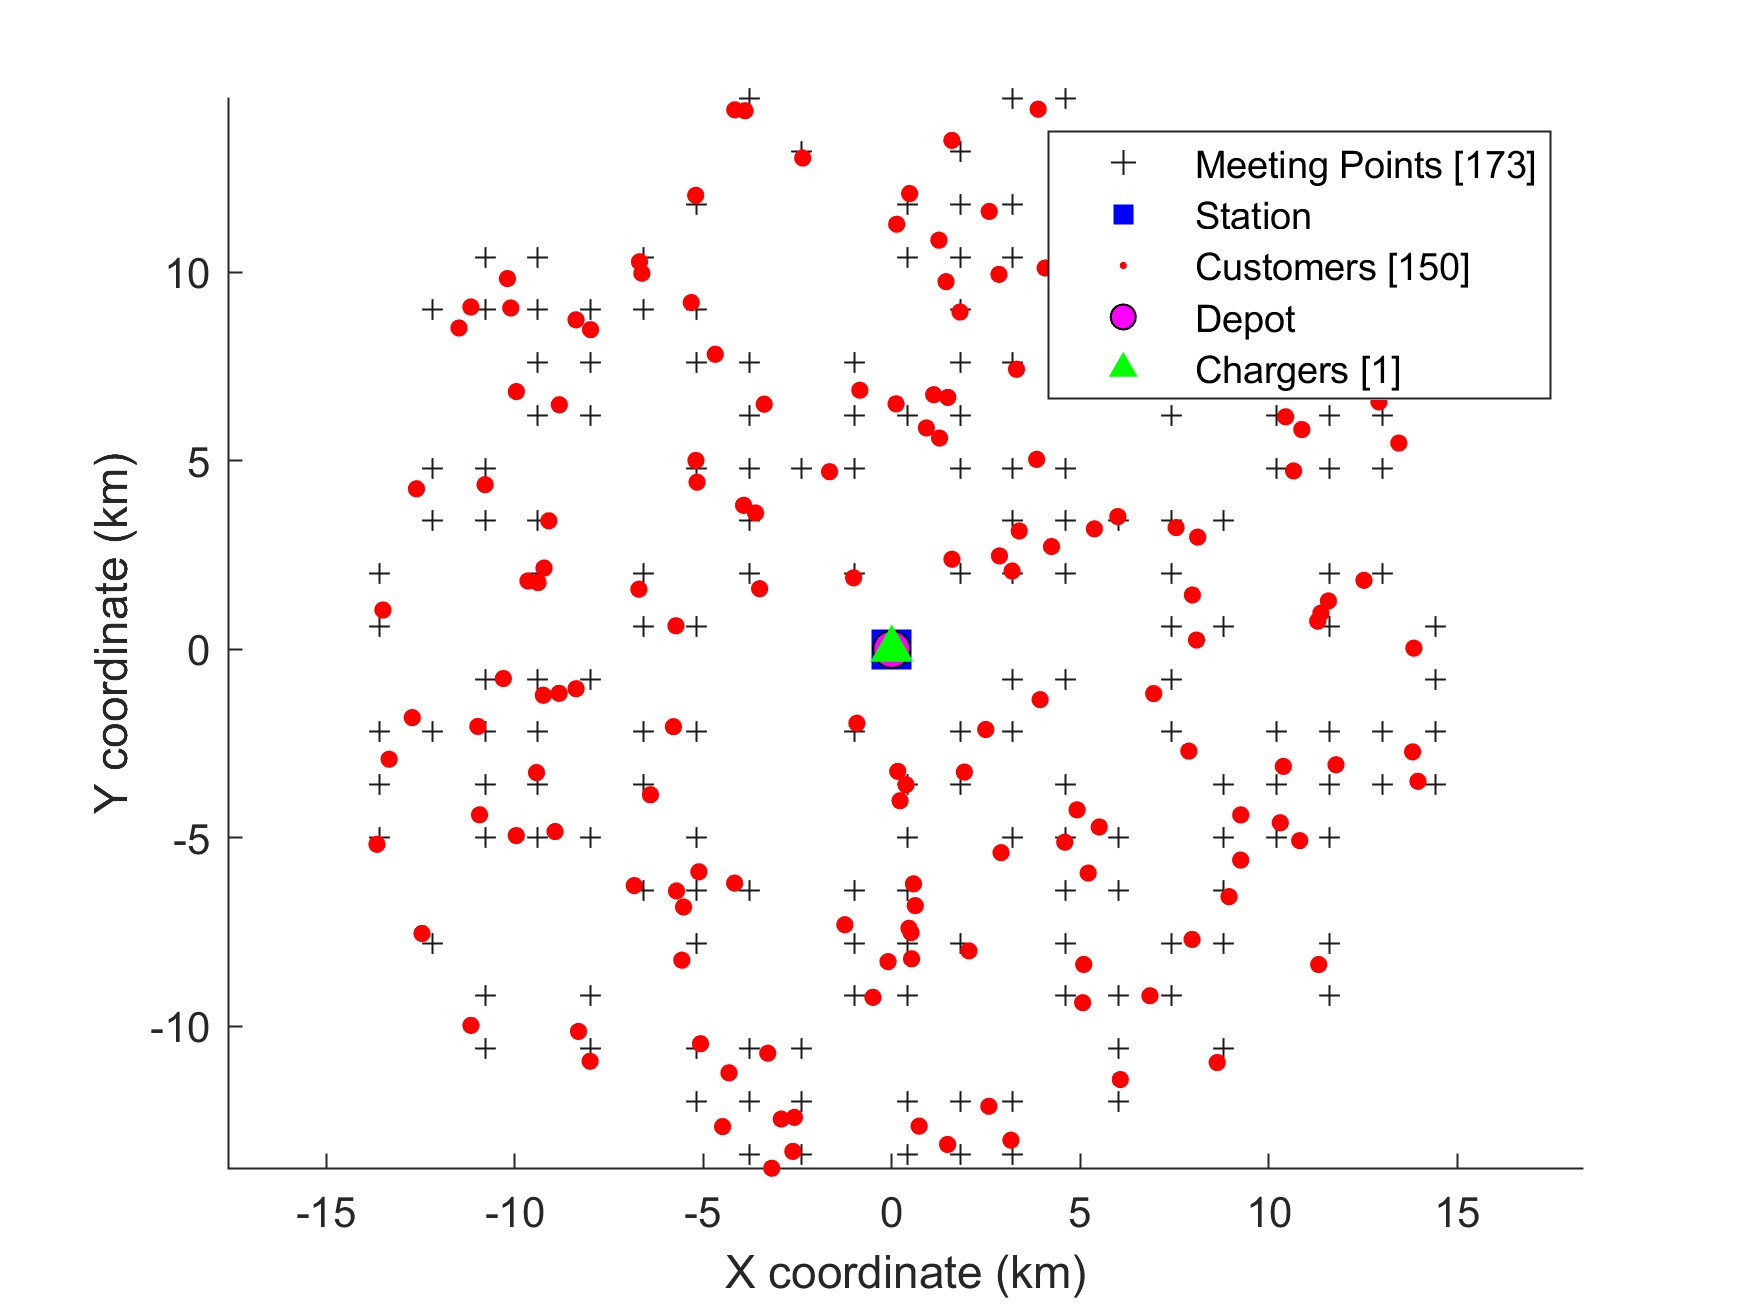 Meeting Points [173]
Station
Customers [150]
Depot
Chargers [1]
10
5
0
-5
-10
Y coordinate (km)
-15 -10 -5 0 5 10 15
X coordinate (km)